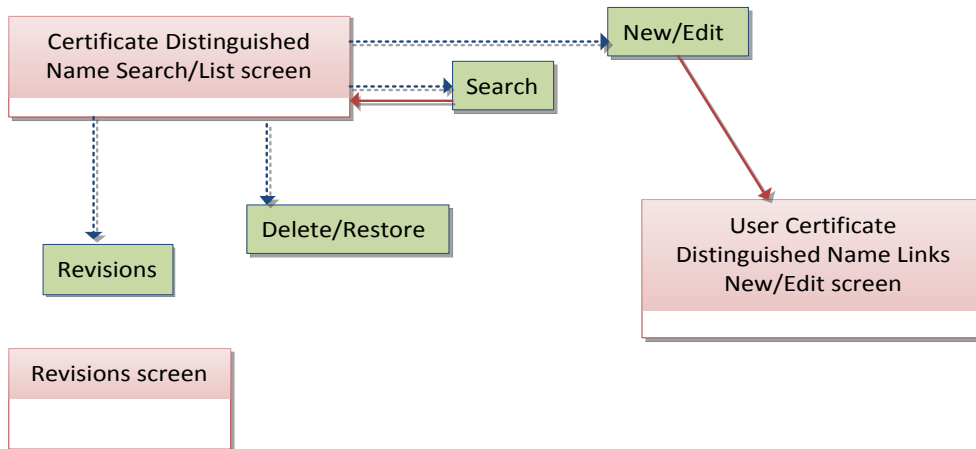 Certificate Distinguished
Name Search/List screen
New/Edit
Search
Delete/Restore
Revisions
User Certificate
Distinguished Name Links
New/Edit screen
Revisions screen